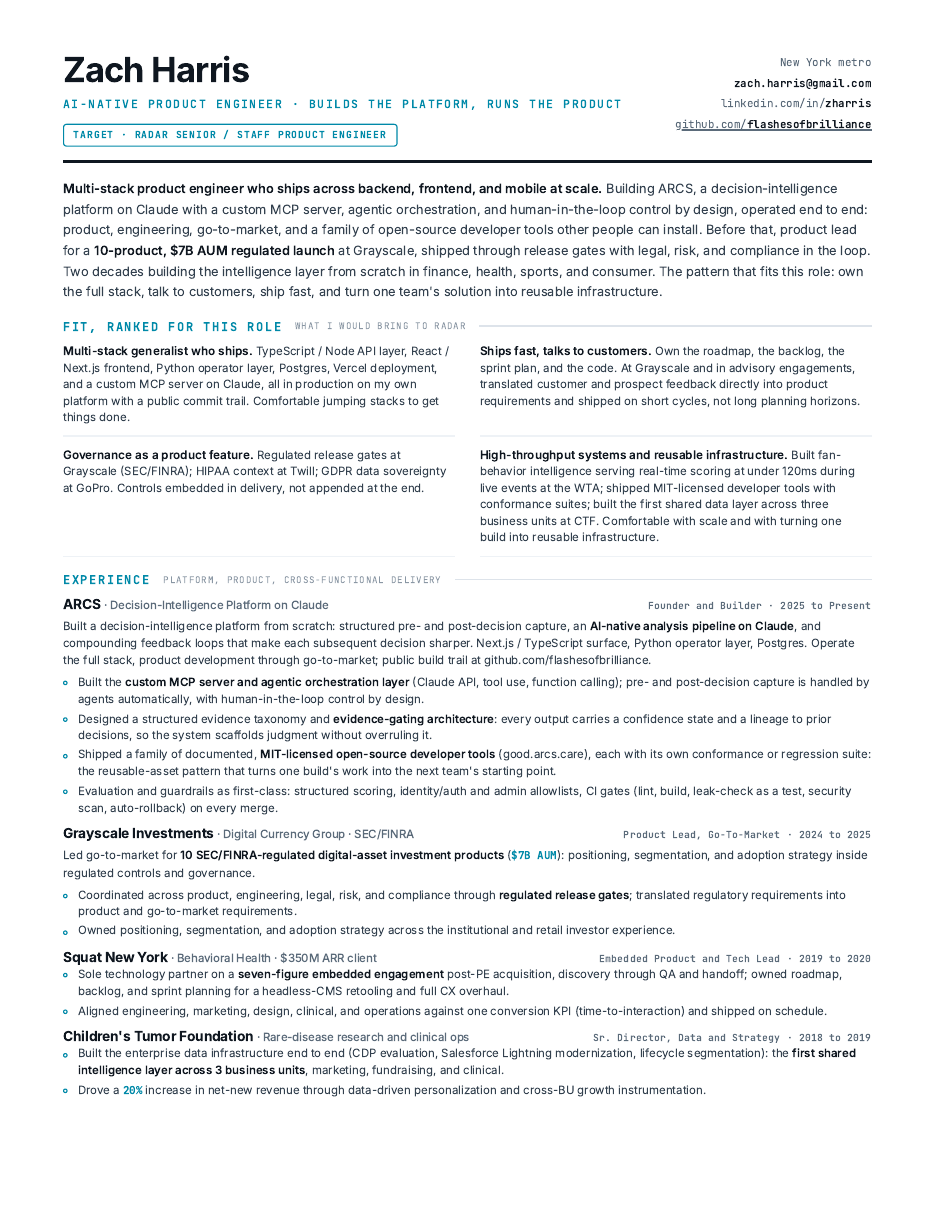 Zach Harris
AI-NATIVE PRODUCT ENGINEER · BUILDS THE PLATFORM, RUNS THE PRODUCT
TARGET · RADAR SENIOR / STAFF PRODUCT ENGINEER
New York metro
zach.harris@gmail.com
linkedin.com/in/zharris
github.com/flashesofbrilliance
Multi-stack product engineer who ships across backend, frontend, and mobile at scale. Building ARCS, a decision-intelligence
platform on Claude with a custom MCP server, agentic orchestration, and human-in-the-loop control by design, operated end to end:
product, engineering, go-to-market, and a family of open-source developer tools other people can install. Before that, product lead
for a 10-product, $7B AUM regulated launch at Grayscale, shipped through release gates with legal, risk, and compliance in the loop.
Two decades building the intelligence layer from scratch in finance, health, sports, and consumer. The pattern that fits this role: own
the full stack, talk to customers, ship fast, and turn one team's solution into reusable infrastructure.
FIT, RANKED FOR THIS ROLE WHAT I WOULD BRING TO RADAR
Multi-stack generalist who ships. TypeScript / Node API layer, React /
Next.js frontend, Python operator layer, Postgres, Vercel deployment,
and a custom MCP server on Claude, all in production on my own
platform with a public commit trail. Comfortable jumping stacks to get
things done.
Ships fast, talks to customers. Own the roadmap, the backlog, the
sprint plan, and the code. At Grayscale and in advisory engagements,
translated customer and prospect feedback directly into product
requirements and shipped on short cycles, not long planning horizons.
Governance as a product feature. Regulated release gates at
Grayscale (SEC/FINRA); HIPAA context at Twill; GDPR data sovereignty
at GoPro. Controls embedded in delivery, not appended at the end.
High-throughput systems and reusable infrastructure. Built fan-
behavior intelligence serving real-time scoring at under 120ms during
live events at the WTA; shipped MIT-licensed developer tools with
conformance suites; built the first shared data layer across three
business units at CTF. Comfortable with scale and with turning one
build into reusable infrastructure.
EXPERIENCE PLATFORM, PRODUCT, CROSS-FUNCTIONAL DELIVERY
ARCS · Decision-Intelligence Platform on Claude Founder and Builder · 2025 to Present
Built a decision-intelligence platform from scratch: structured pre- and post-decision capture, an AI-native analysis pipeline on Claude, and
compounding feedback loops that make each subsequent decision sharper. Next.js / TypeScript surface, Python operator layer, Postgres. Operate
the full stack, product development through go-to-market; public build trail at github.com/flashesofbrilliance.
Built the custom MCP server and agentic orchestration layer (Claude API, tool use, function calling); pre- and post-decision capture is handled by
agents automatically, with human-in-the-loop control by design.
Designed a structured evidence taxonomy and evidence-gating architecture: every output carries a confidence state and a lineage to prior
decisions, so the system scaffolds judgment without overruling it.
Shipped a family of documented, MIT-licensed open-source developer tools (good.arcs.care), each with its own conformance or regression suite:
the reusable-asset pattern that turns one build's work into the next team's starting point.
Evaluation and guardrails as first-class: structured scoring, identity/auth and admin allowlists, CI gates (lint, build, leak-check as a test, security
scan, auto-rollback) on every merge.
Grayscale Investments · Digital Currency Group · SEC/FINRA Product Lead, Go-To-Market · 2024 to 2025
Led go-to-market for 10 SEC/FINRA-regulated digital-asset investment products ($7B AUM): positioning, segmentation, and adoption strategy inside
regulated controls and governance.
Coordinated across product, engineering, legal, risk, and compliance through regulated release gates; translated regulatory requirements into
product and go-to-market requirements.
Owned positioning, segmentation, and adoption strategy across the institutional and retail investor experience.
Squat New York · Behavioral Health · $350M ARR client Embedded Product and Tech Lead · 2019 to 2020
Sole technology partner on a seven-figure embedded engagement post-PE acquisition, discovery through QA and handoff; owned roadmap,
backlog, and sprint planning for a headless-CMS retooling and full CX overhaul.
Aligned engineering, marketing, design, clinical, and operations against one conversion KPI (time-to-interaction) and shipped on schedule.
Children's Tumor Foundation · Rare-disease research and clinical ops Sr. Director, Data and Strategy · 2018 to 2019
Built the enterprise data infrastructure end to end (CDP evaluation, Salesforce Lightning modernization, lifecycle segmentation): the first shared
intelligence layer across 3 business units, marketing, fundraising, and clinical.
Drove a 20% increase in net-new revenue through data-driven personalization and cross-BU growth instrumentation.